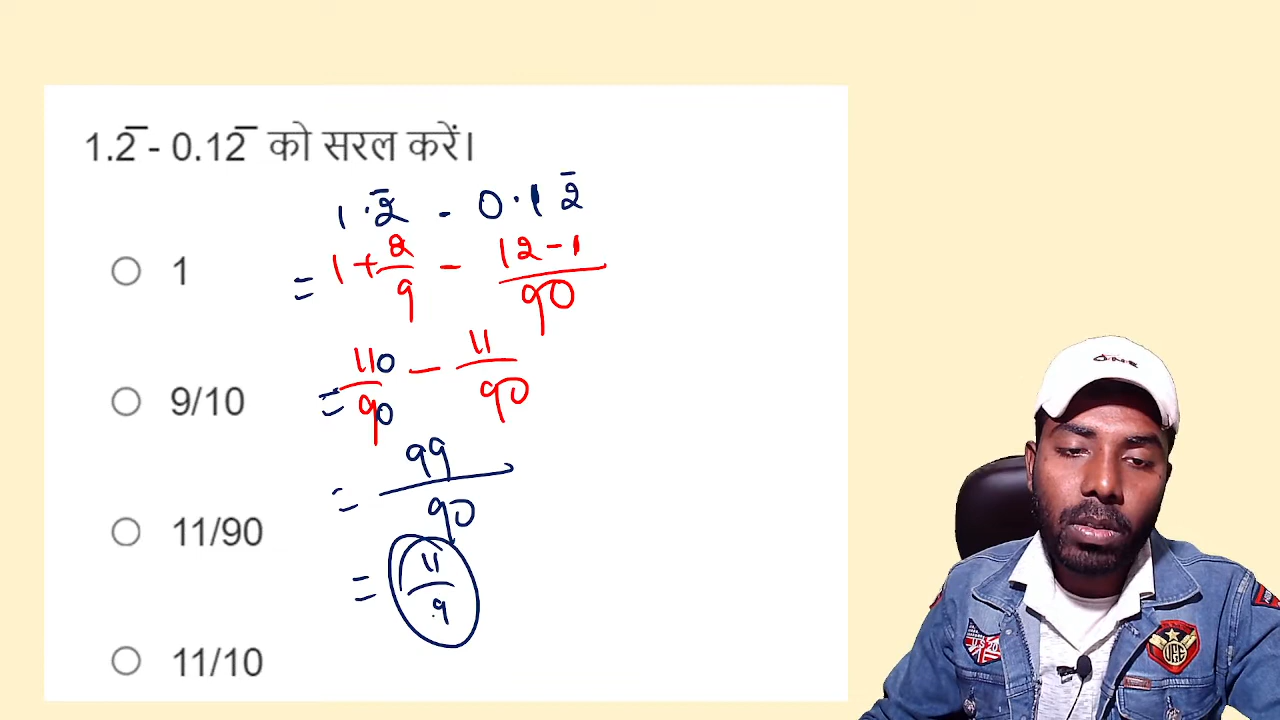 1.2̅ - 0.12̅ को सरल करें।
1.2̅ - 0.12̅
1
= 1 + 2/9 - 12-1/90
= 110/90 - 11/90
9/10
= 99/90
11/90
= 11/9
11/10
ONE